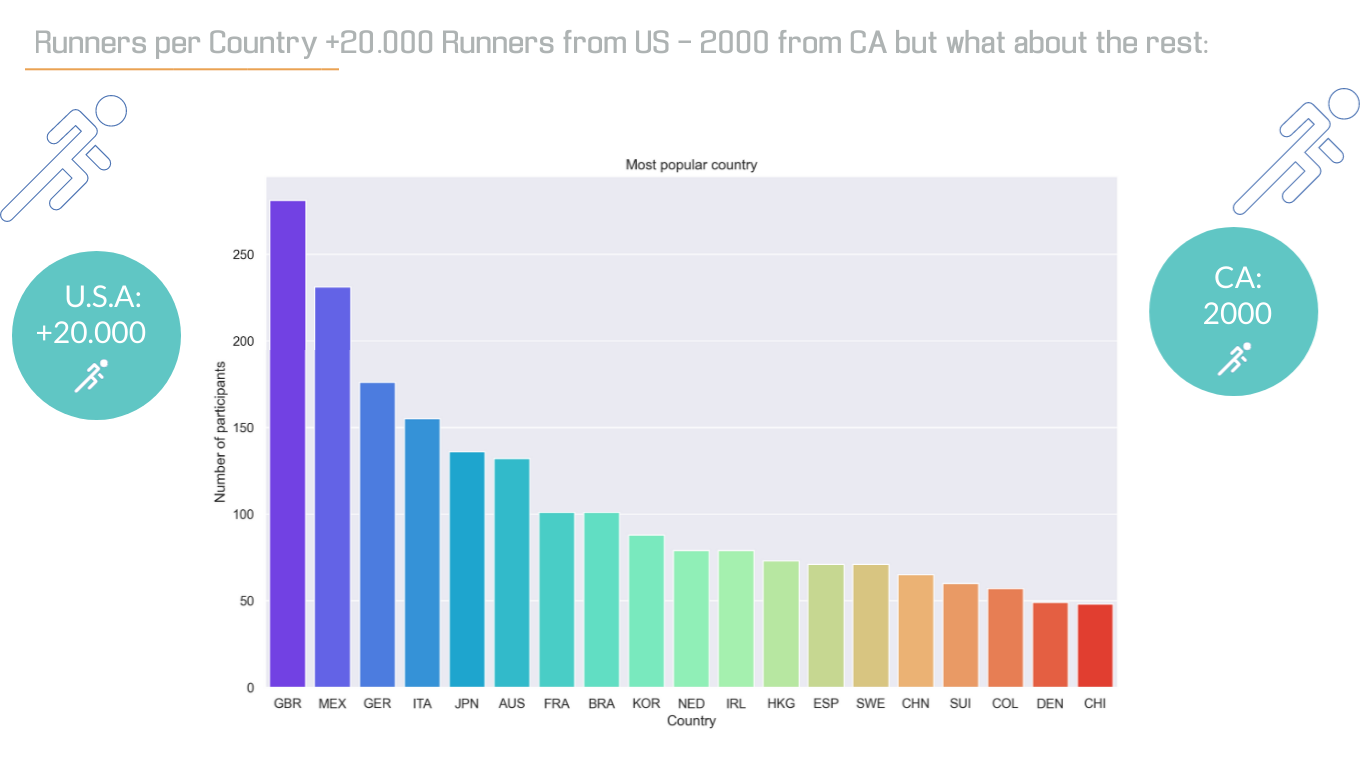 Runners per Country +20.000 Runners from US - 2000 from CA but what about the rest:
U.S.A:
+20.000
CA:
2000
Most popular country
Number of participants
250
200
150
100
50
0
GBR MEX GER ITA JPN AUS FRA BRA KOR NED IRL HKG ESP SWE CHN SUI COL DEN CHI
Country